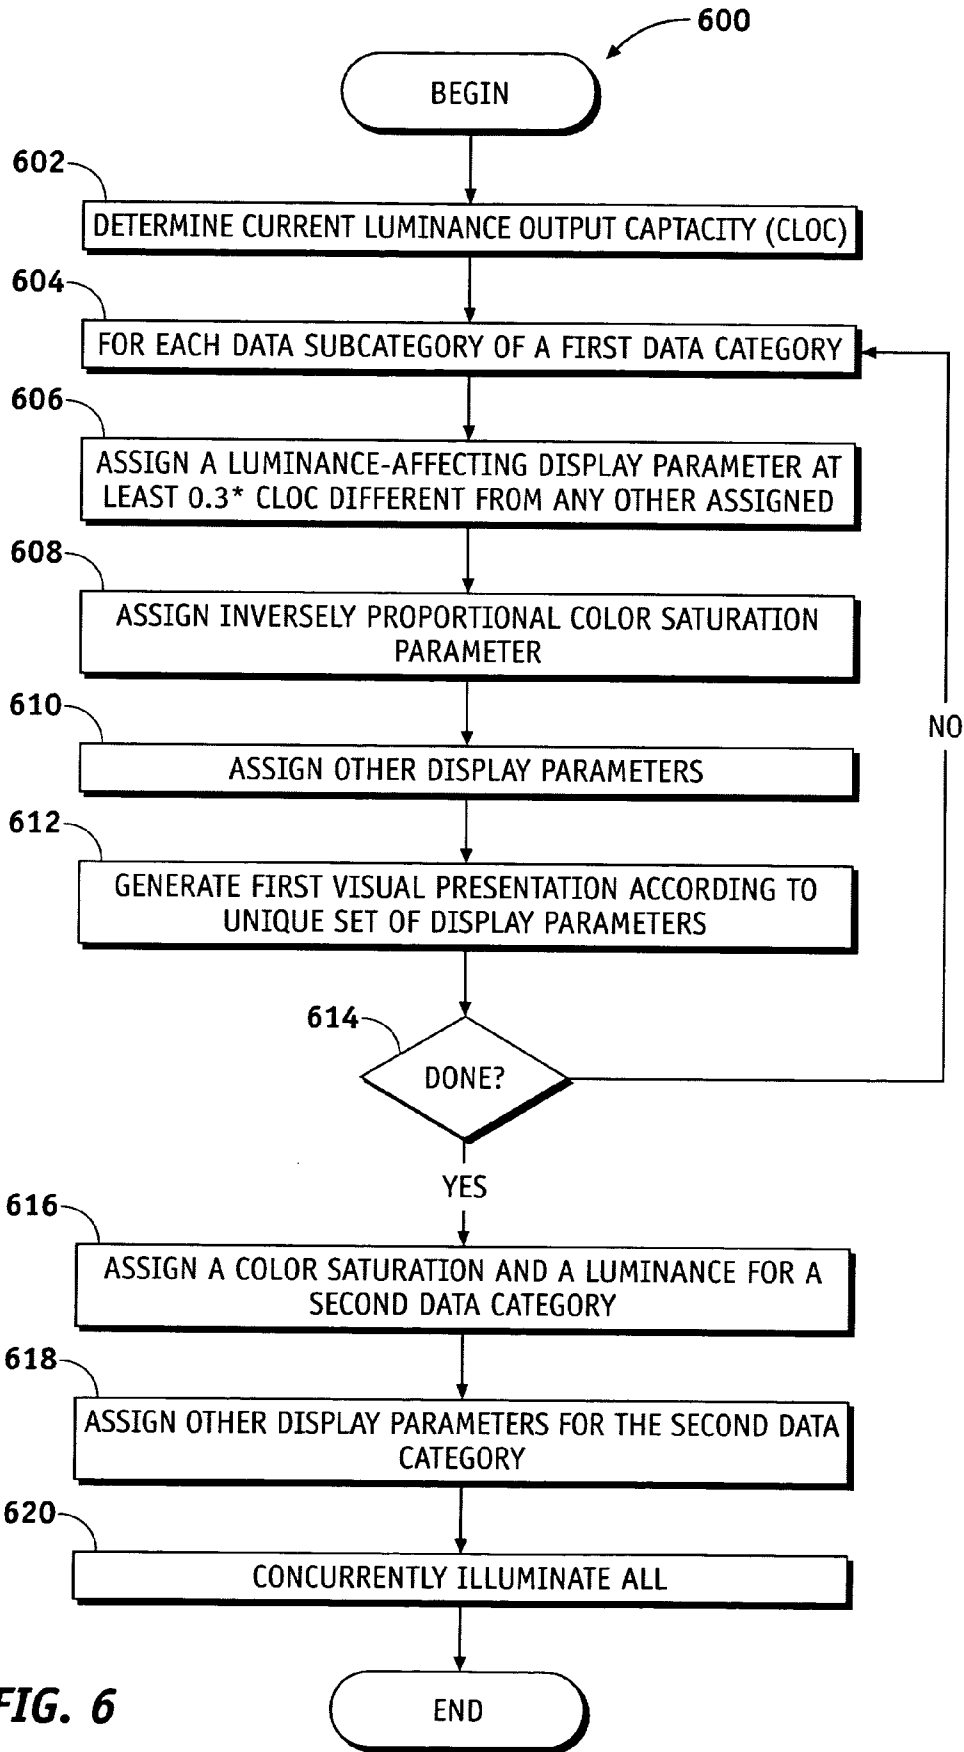 600
BEGIN
602
DETERMINE CURRENT LUMINANCE OUTPUT CAPTACITY (CLOC)
604
FOR EACH DATA SUBCATEGORY OF A FIRST DATA CATEGORY
606
ASSIGN A LUMINANCE-AFFECTING DISPLAY PARAMETER AT
LEAST 0.3* CLOC DIFFERENT FROM ANY OTHER ASSIGNED
608
ASSIGN INVERSELY PROPORTIONAL COLOR SATURATION
PARAMETER
610
ASSIGN OTHER DISPLAY PARAMETERS
NO
612
GENERATE FIRST VISUAL PRESENTATION ACCORDING TO
UNIQUE SET OF DISPLAY PARAMETERS
614
DONE?
YES
616
ASSIGN A COLOR SATURATION AND A LUMINANCE FOR A
SECOND DATA CATEGORY
618
ASSIGN OTHER DISPLAY PARAMETERS FOR THE SECOND DATA
CATEGORY
620
CONCURRENTLY ILLUMINATE ALL
END
FIG. 6